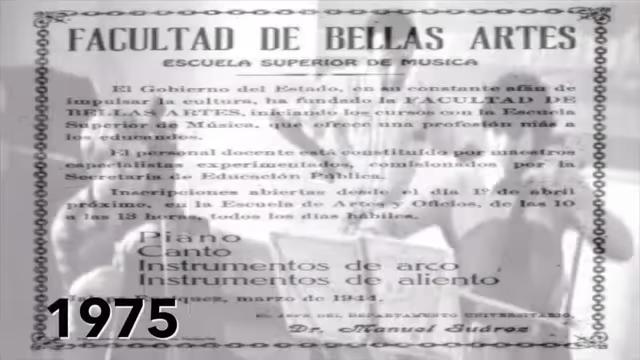 FACULTAD DE BELLAS ARTES
ESCUELA SUPERIOR DE MUSICA
El Gobierno del Estado, en su constante afán de
impulsar la cultura, ha fundado la FACULTAD DE
BELLAS ARTES, iniciando los cursos con la Escuela
Superior de Música, que ofrece una profesión más a
los educandos.
El personal docente está constituido por maestros
especialistas experimentados, comisionados por la
Secretaría de Educación Pública.
Inscripciones abiertas desde el día 1º de abril
próximo, en la Escuela de Artes y Oficios, de las 10
a las 13 horas, todos los días hábiles.
Piano
Canto
Instrumentos de arco
Instrumentos de aliento
marzo de 1944.
EL JEFE DEL DEPARTAMENTO UNIVERSITARIO,
Dr. Manuel Suárez
1975